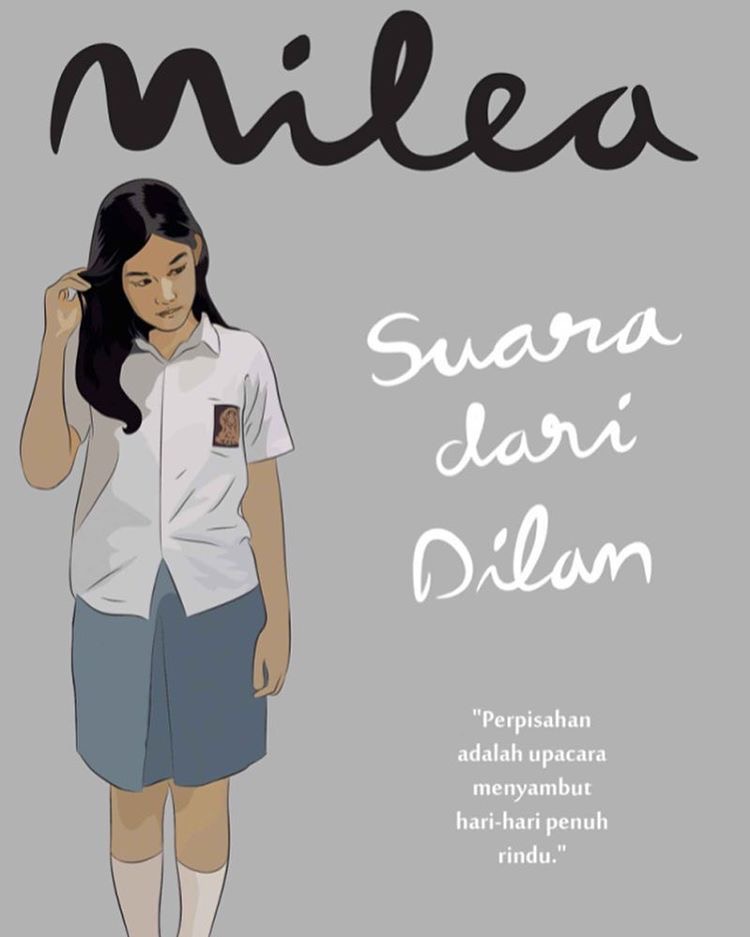 milea
Suara
dari
Dilan
"Perpisahan
adalah upacara
menyambut
hari-hari penuh
rindu."